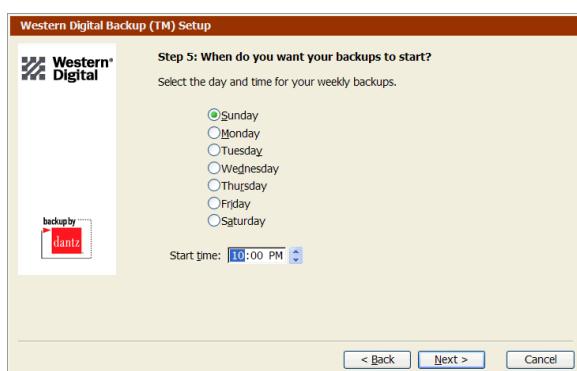 Western Digital Backup (TM) Setup
Western®
Digital
Step 5: When do you want your backups to start?
Select the day and time for your weekly backups.
Sunday
Monday
Tuesday
Wednesday
Thursday
Friday
Saturday
backup by
dantz
Start time: 10:00 PM
< Back Next > Cancel